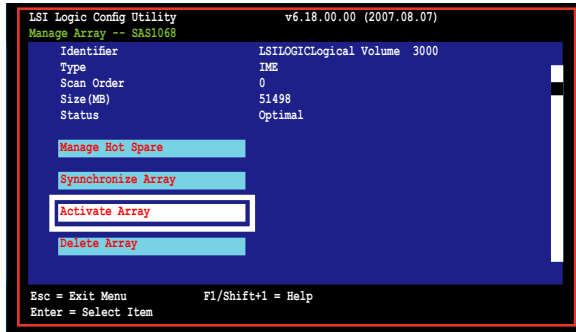 LSI Logic Config Utility v6.18.00.00 (2007.08.07)
Manage Array -- SAS1068
Identifier LSILOGICLogical Volume 3000
Type IME
Scan Order 0
Size(MB) 51498
Status Optimal
Manage Hot Spare
Synnchronize Array
Activate Array
Delete Array
Esc = Exit Menu F1/Shift+1 = Help
Enter = Select Item